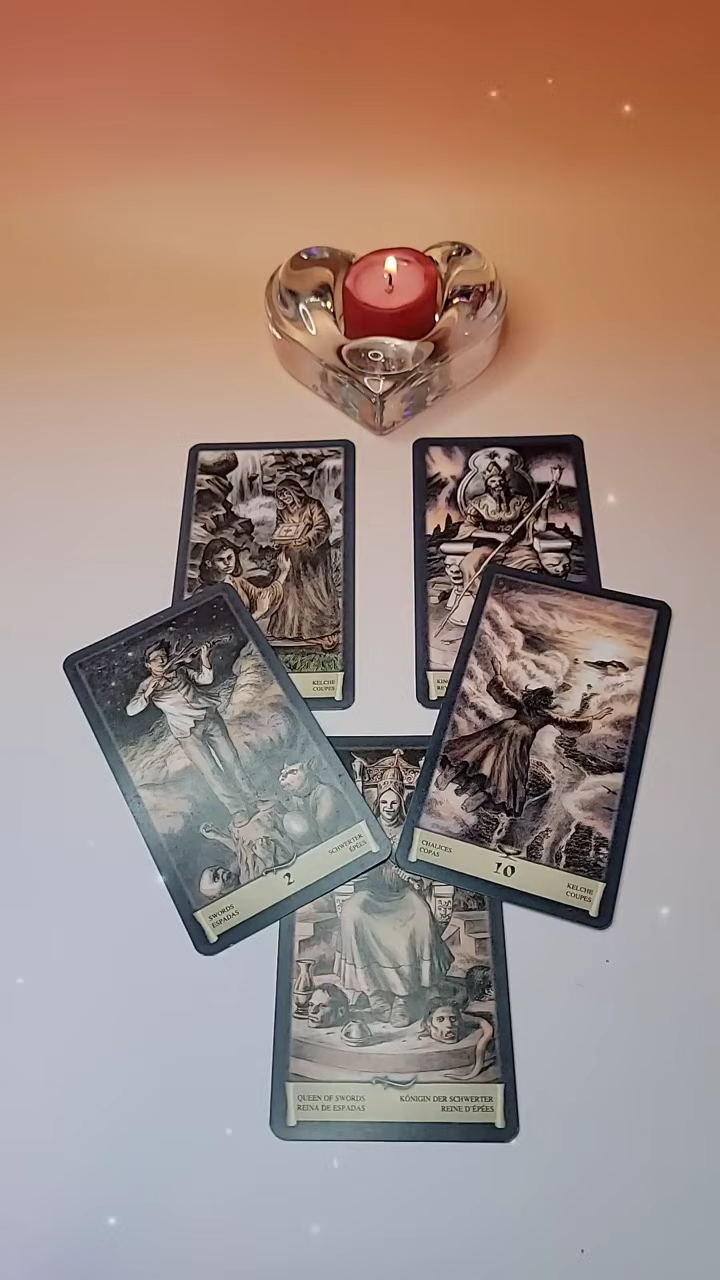 KELCHE
COUPES
KIN
SWORDS
ESPADAS
2
SCHWERTER
ÉPÉES
CHALICES
COPAS
10
KELCHE
COUPES
QUEEN OF SWORDS
REINA DE ESPADAS
KÖNIGIN DER SCHWERTER
REINE D'ÉPÉES